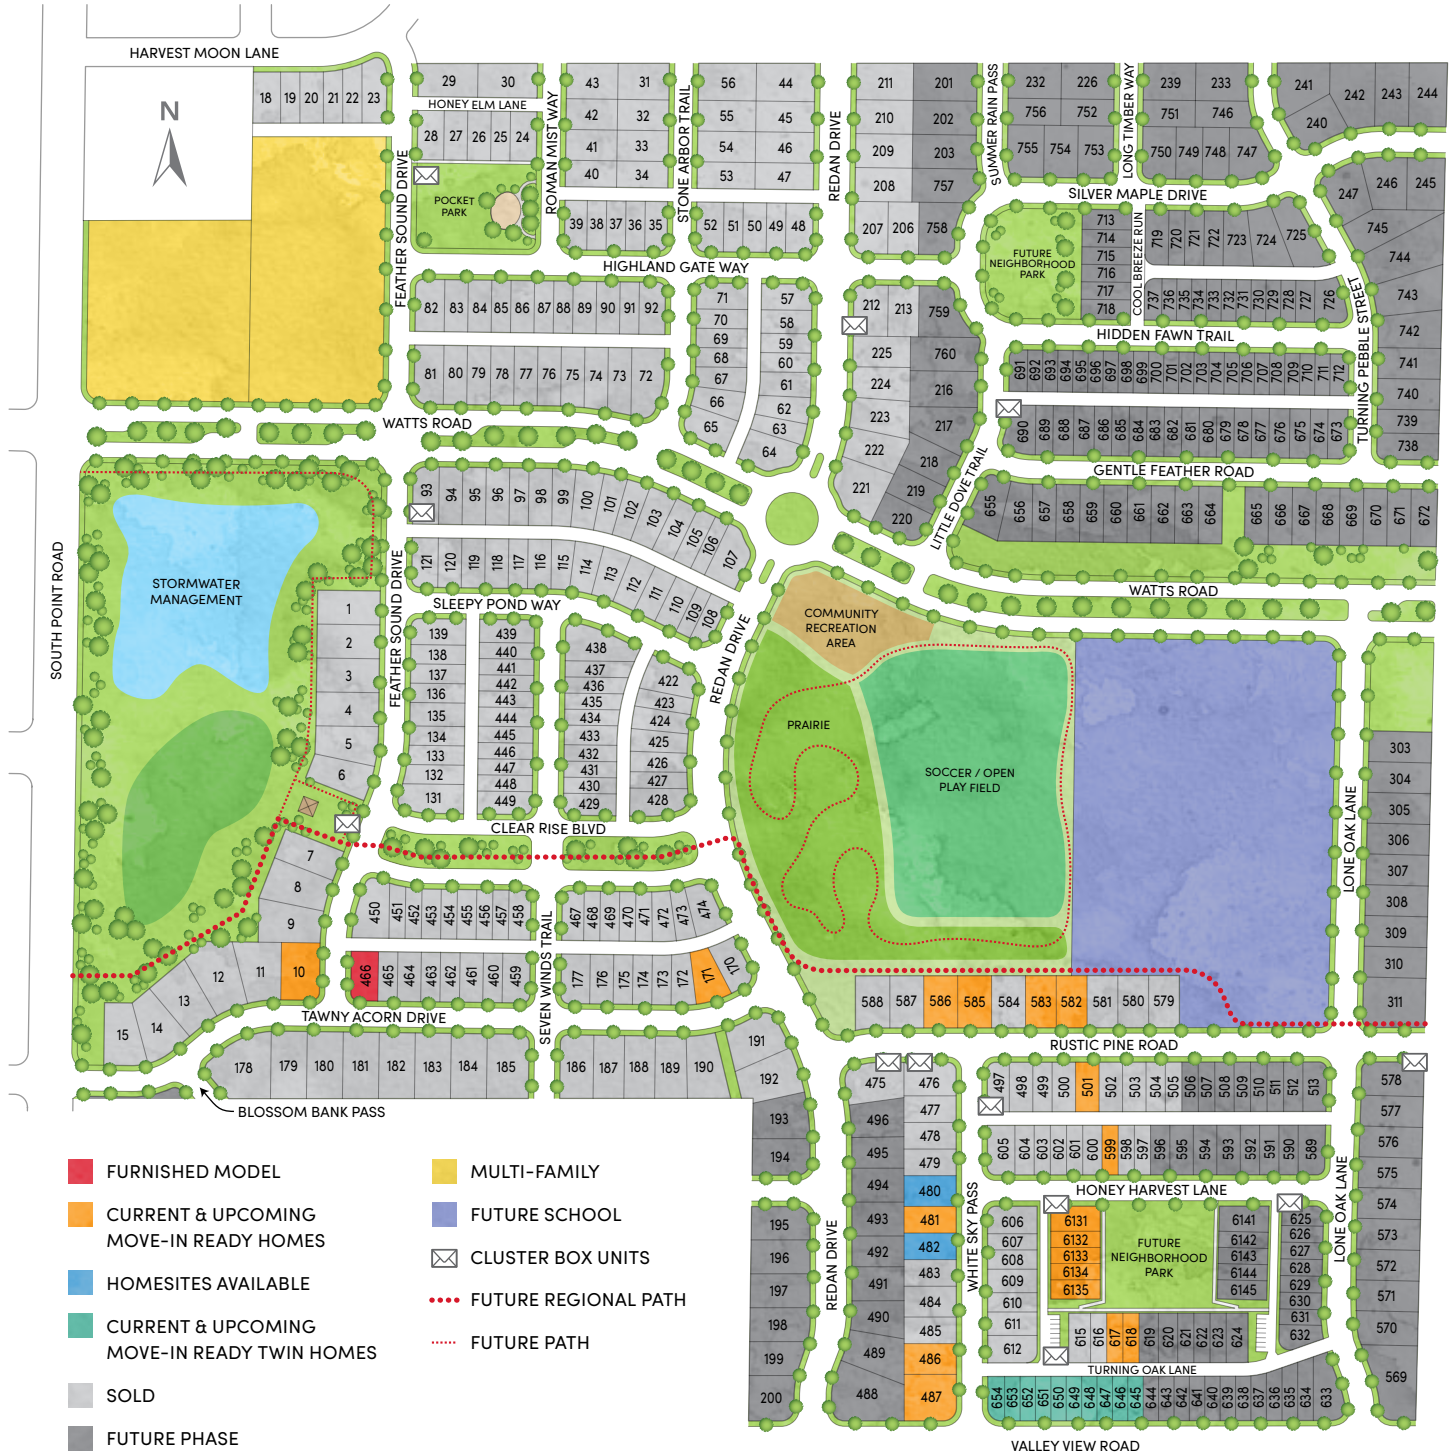 HARVEST MOON LANE
N
18 19 20 21 22 23
29 30
HONEY ELM LANE
28 27 26 25 24
POCKET
PARK
FEATHER SOUND DRIVE
ROMAN MIST WAY
43 31
42 32
41 33
40 34
39 38 37 36 35
STONE ARBOR TRAIL
56 44
55 45
54 46
53 47
52 51 50 49 48
HIGHLAND GATE WAY
REDAN DRIVE
211 201
210 202
209 203
208 757
207 206 758
SUMMER RAIN PASS
232 226
756 752
755 754 753
LONG TIMBER WAY
239 233
751 746
750 749 748 747
SILVER MAPLE DRIVE
241 242 243 244
240
247 246 245
745
744
743
742
741
740
739
738
TURNING PEBBLE STREET
FUTURE
NEIGHBORHOOD
PARK
713
714
715
716
717
718
COOL BREEZE RUN
719 720 721 722 723 724 725
737 736 735 734 733 732 731 730 729 728 727 726
HIDDEN FAWN TRAIL
691 692 693 694 695 696 697 698 699 700 701 702 703 704 705 706 707 708 709 710 711 712
690 689 688 687 686 685 684 683 682 681 680 679 678 677 676 675 674 673
GENTLE FEATHER ROAD
655 656 657 658 659 660 661 662 663 664 665 666 667 668 669 670 671 672
LITTLE DOVE TRAIL
WATTS ROAD
82 83 84 85 86 87 88 89 90 91 92
81 80 79 78 77 76 75 74 73 72
WATTS ROAD
71
70
69
68
67
66
65
57
58
59
60
61
62
63
64
212 213 759
225 760
224 216
223 217
222 218
221 219
220
93 94 95 96 97 98 99 100 101 102 103 104 105 106 107
121 120 119 118 117 116 115 114 113 112 111 110 109 108
SLEEPY POND WAY
FEATHER SOUND DRIVE
SOUTH POINT ROAD
STORMWATER
MANAGEMENT
1
2
3
4
5
6
7
8
9
10
11
12
13
14
15
139
138
137
136
135
134
133
132
131
439
440
441
442
443
444
445
446
447
448
449
438
437
436
435
434
433
432
431
430
429
422
423
424
425
426
427
428
CLEAR RISE BLVD
REDAN DRIVE
COMMUNITY
RECREATION
AREA
PRAIRIE
SOCCER / OPEN
PLAY FIELD
LONE OAK LANE
303
304
305
306
307
308
309
310
311
450 451 452 453 454 455 456 457 458
466 465 464 463 462 461 460 459
SEVEN WINDS TRAIL
467 468 469 470 471 472 473 474
177 176 175 174 173 172 171 170
TAWNY ACORN DRIVE
178 179 180 181 182 183 184 185
186 187 188 189 190
191
192
193
194
BLOSSOM BANK PASS
588 587 586 585 584 583 582 581 580 579
RUSTIC PINE ROAD
195
196
197
198
199
200
REDAN DRIVE
475 476
496 477
495 478
494 479
493 480
492 481
491 482
490 483
489 484
488 485
486
487
WHITE SKY PASS
497 498 499 500 501 502 503 504 505 506 507 508 509 510 511 512 513
605 604 603 602 601 600 599 598 597 596 595 594 593 592 591 590 589
HONEY HARVEST LANE
606
607
608
609
610
611
612
6131
6132
6133
6134
6135
FUTURE
NEIGHBORHOOD
PARK
6141
6142
6143
6144
6145
625
626
627
628
629
630
631
632
615 616 617 618 619 620 621 622 623 624
TURNING OAK LANE
654 653 652 651 650 649 648 647 646 645 644 643 642 641 640 639 638 637 636 635 634 633
VALLEY VIEW ROAD
LONE OAK LANE
578
577
576
575
574
573
572
571
570
569
FURNISHED MODEL
CURRENT & UPCOMING
MOVE-IN READY HOMES
HOMESITES AVAILABLE
CURRENT & UPCOMING
MOVE-IN READY TWIN HOMES
SOLD
FUTURE PHASE
MULTI-FAMILY
FUTURE SCHOOL
CLUSTER BOX UNITS
FUTURE REGIONAL PATH
FUTURE PATH